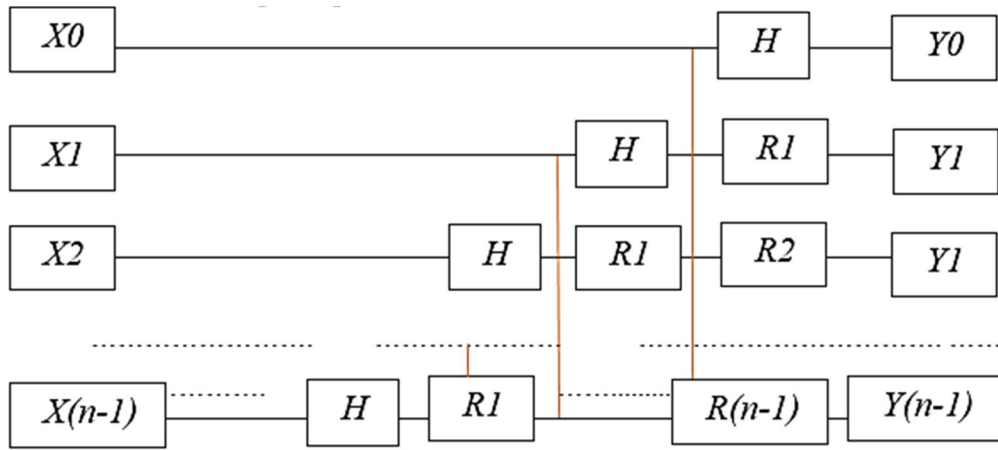 X0 H Y0
X1 H R1 Y1
X2 H R1 R2 Y1
X(n-1) H R1 R(n-1) Y(n-1)